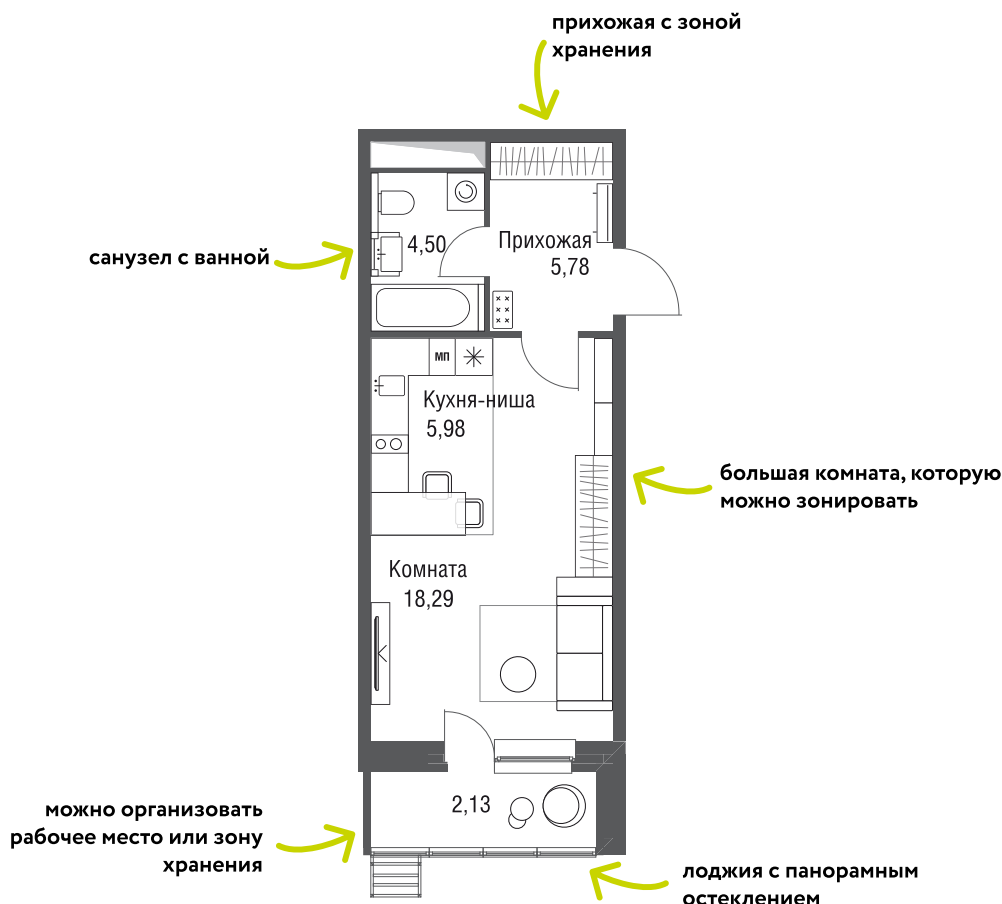 прихожая с зоной
хранения
санузел с ванной
4,50
Прихожая
5,78
МП
Кухня-ниша
5,98
большая комната, которую
можно зонировать
Комната
18,29
2,13
можно организовать
рабочее место или зону
хранения
лоджия с панорамным
остеклением